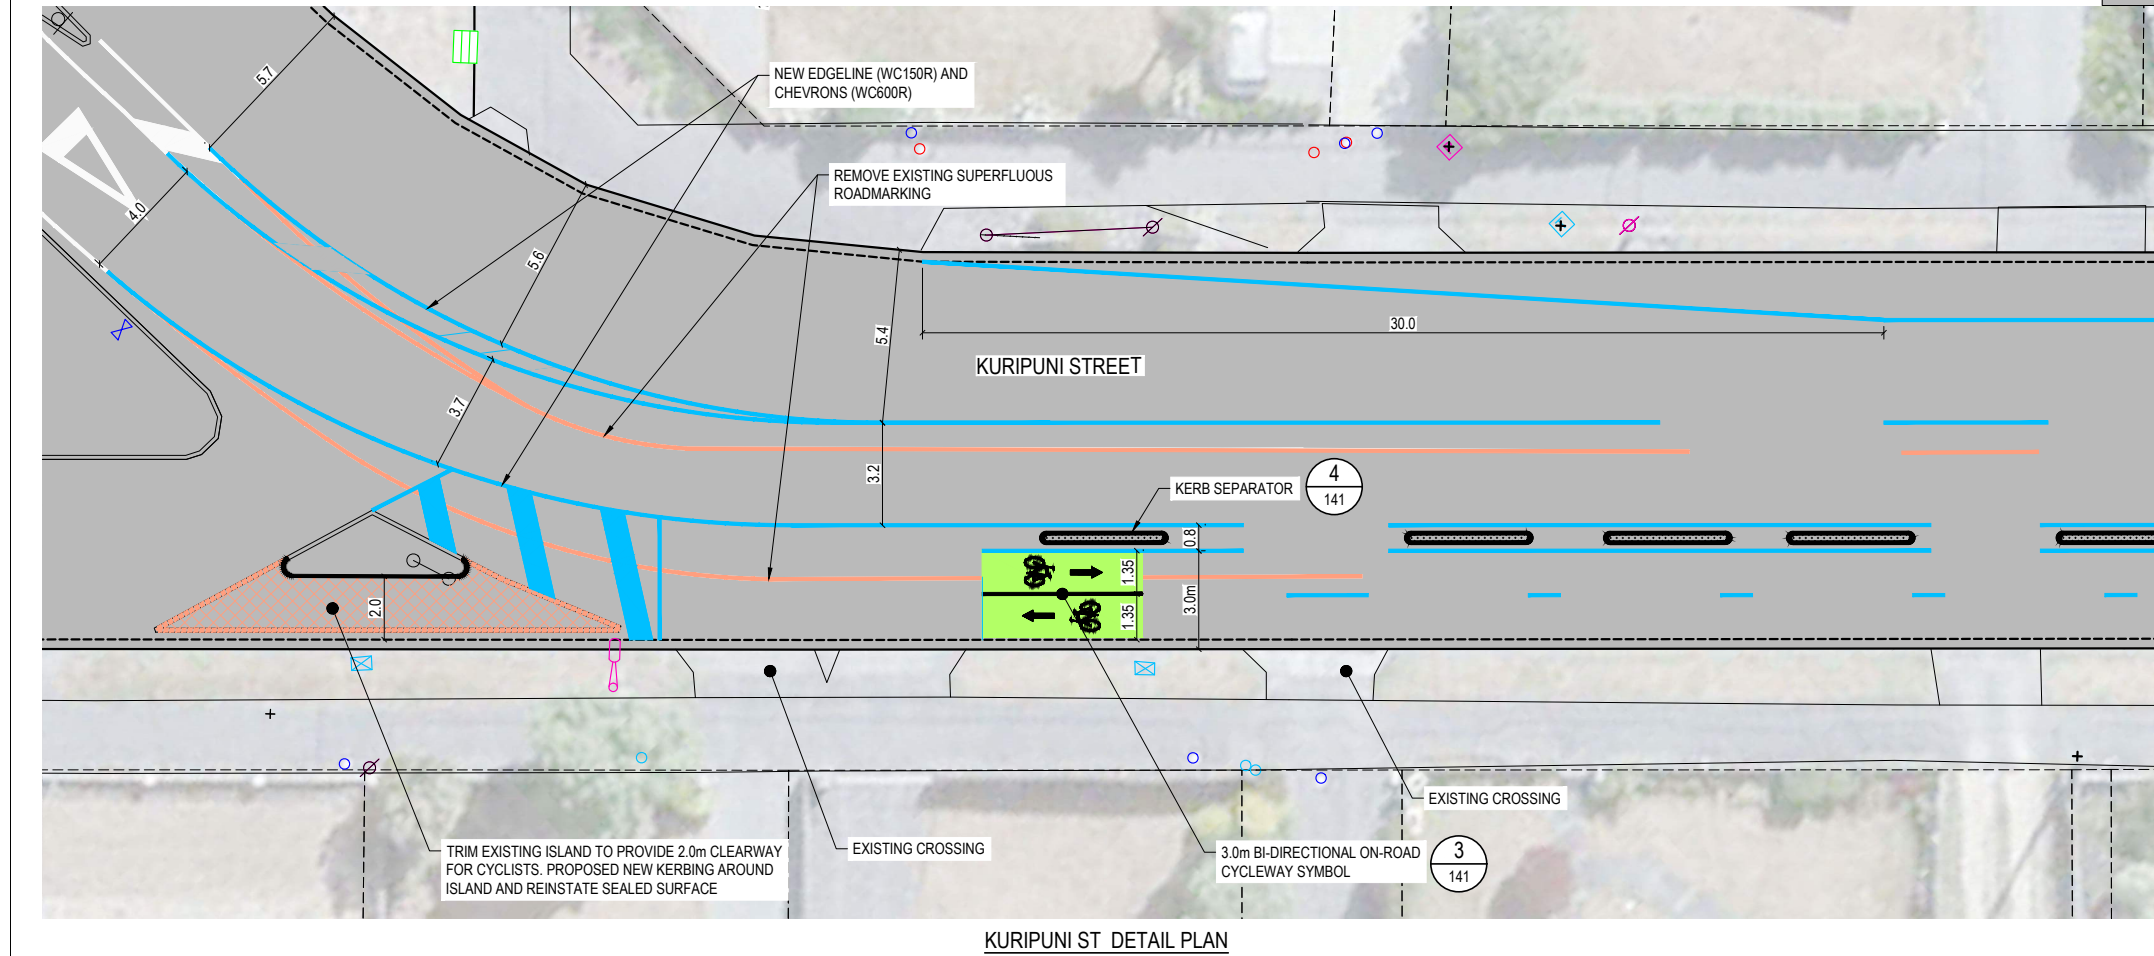 5.7
NEW EDGELINE (WC150R) AND
CHEVRONS (WC600R)
REMOVE EXISTING SUPERFLUOUS
ROADMARKING
4.0
5.6
5.4
30.0
KURIPUNI STREET
3.7
3.2
KERB SEPARATOR
4
141
0.8
1.35
1.35
3.0m
2.0
EXISTING CROSSING
TRIM EXISTING ISLAND TO PROVIDE 2.0m CLEARWAY
FOR CYCLISTS. PROPOSED NEW KERBING AROUND
ISLAND AND REINSTATE SEALED SURFACE
EXISTING CROSSING
3.0m BI-DIRECTIONAL ON-ROAD
CYCLEWAY SYMBOL
3
141
KURIPUNI ST DETAIL PLAN